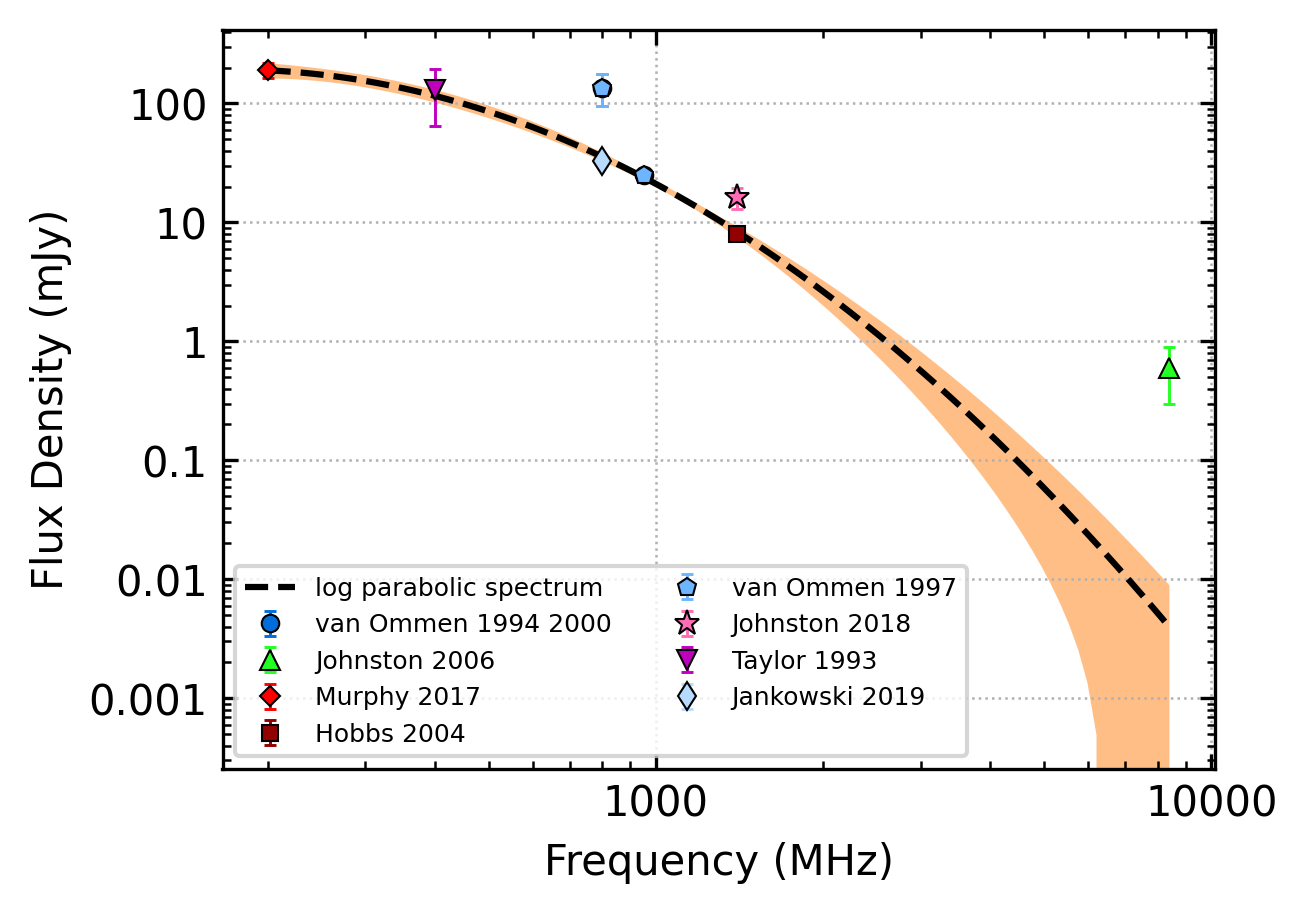 Flux Density (mJy)
100
10
1
0.1
0.01
0.001
log parabolic spectrum
van Ommen 1994 2000
Johnston 2006
Murphy 2017
Hobbs 2004
van Ommen 1997
Johnston 2018
Taylor 1993
Jankowski 2019
1000
10000
Frequency (MHz)